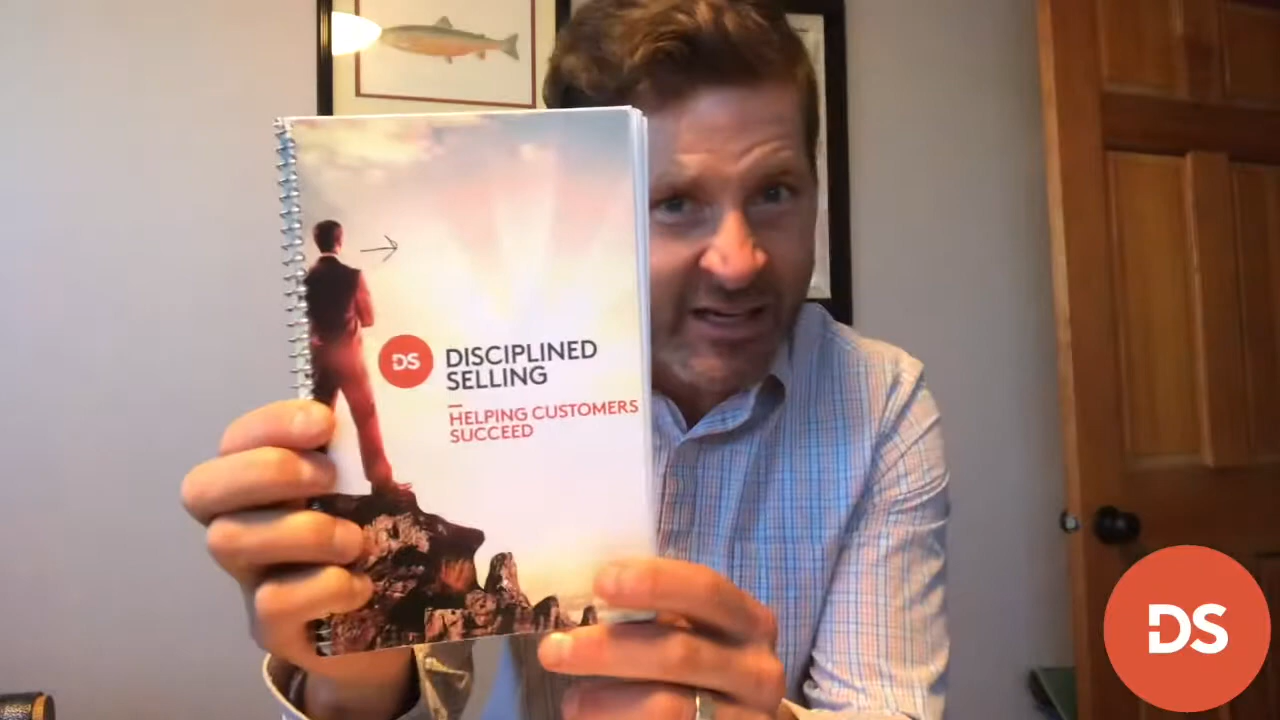 DS
DISCIPLINED
SELLING
HELPING CUSTOMERS
SUCCEED
DS